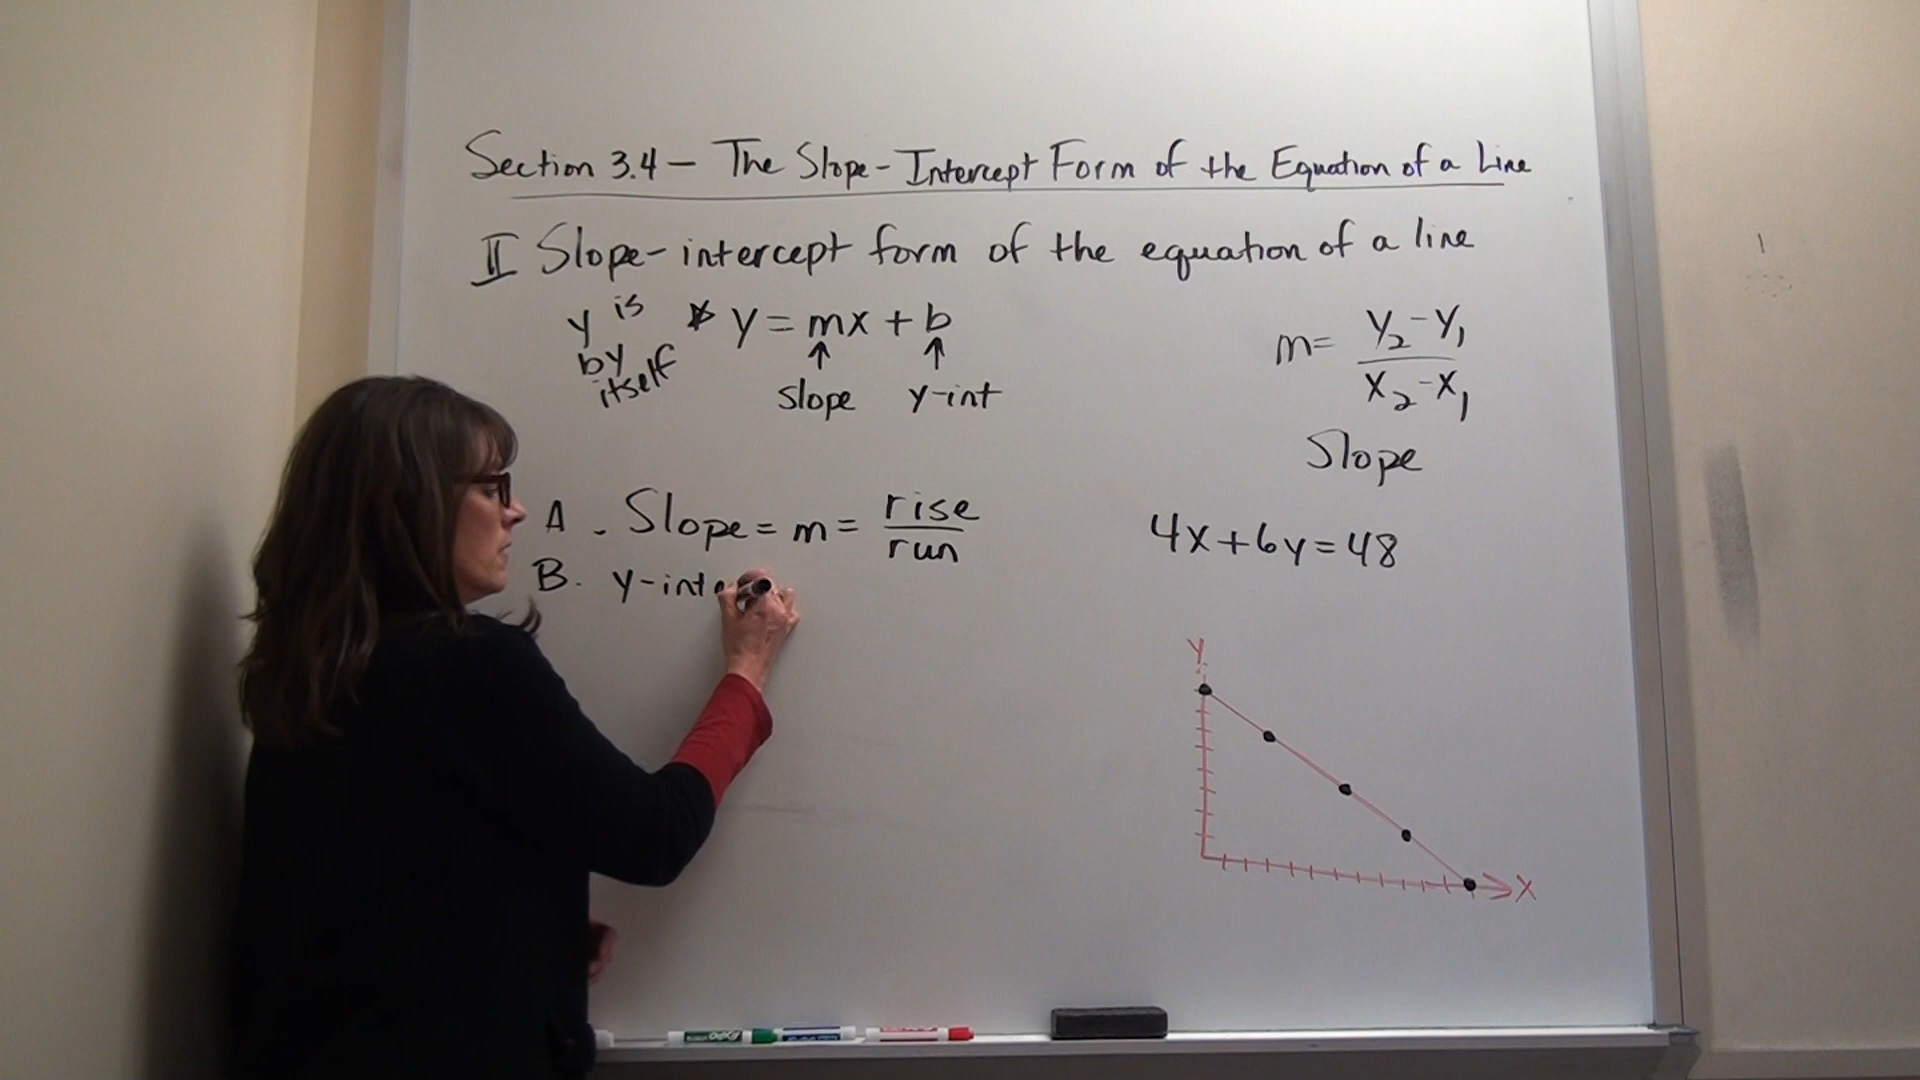 Section 3.4 – The Slope-Intercept Form of the Equation of a Line
II Slope-intercept form of the equation of a line
y is by itself
* y = mx + b
↑ ↑
slope y-int
m = y₂-y₁ / x₂-x₁
Slope
A. Slope = m = rise / run
B. y-inte
4x+6y=48
Y
X
EXPO